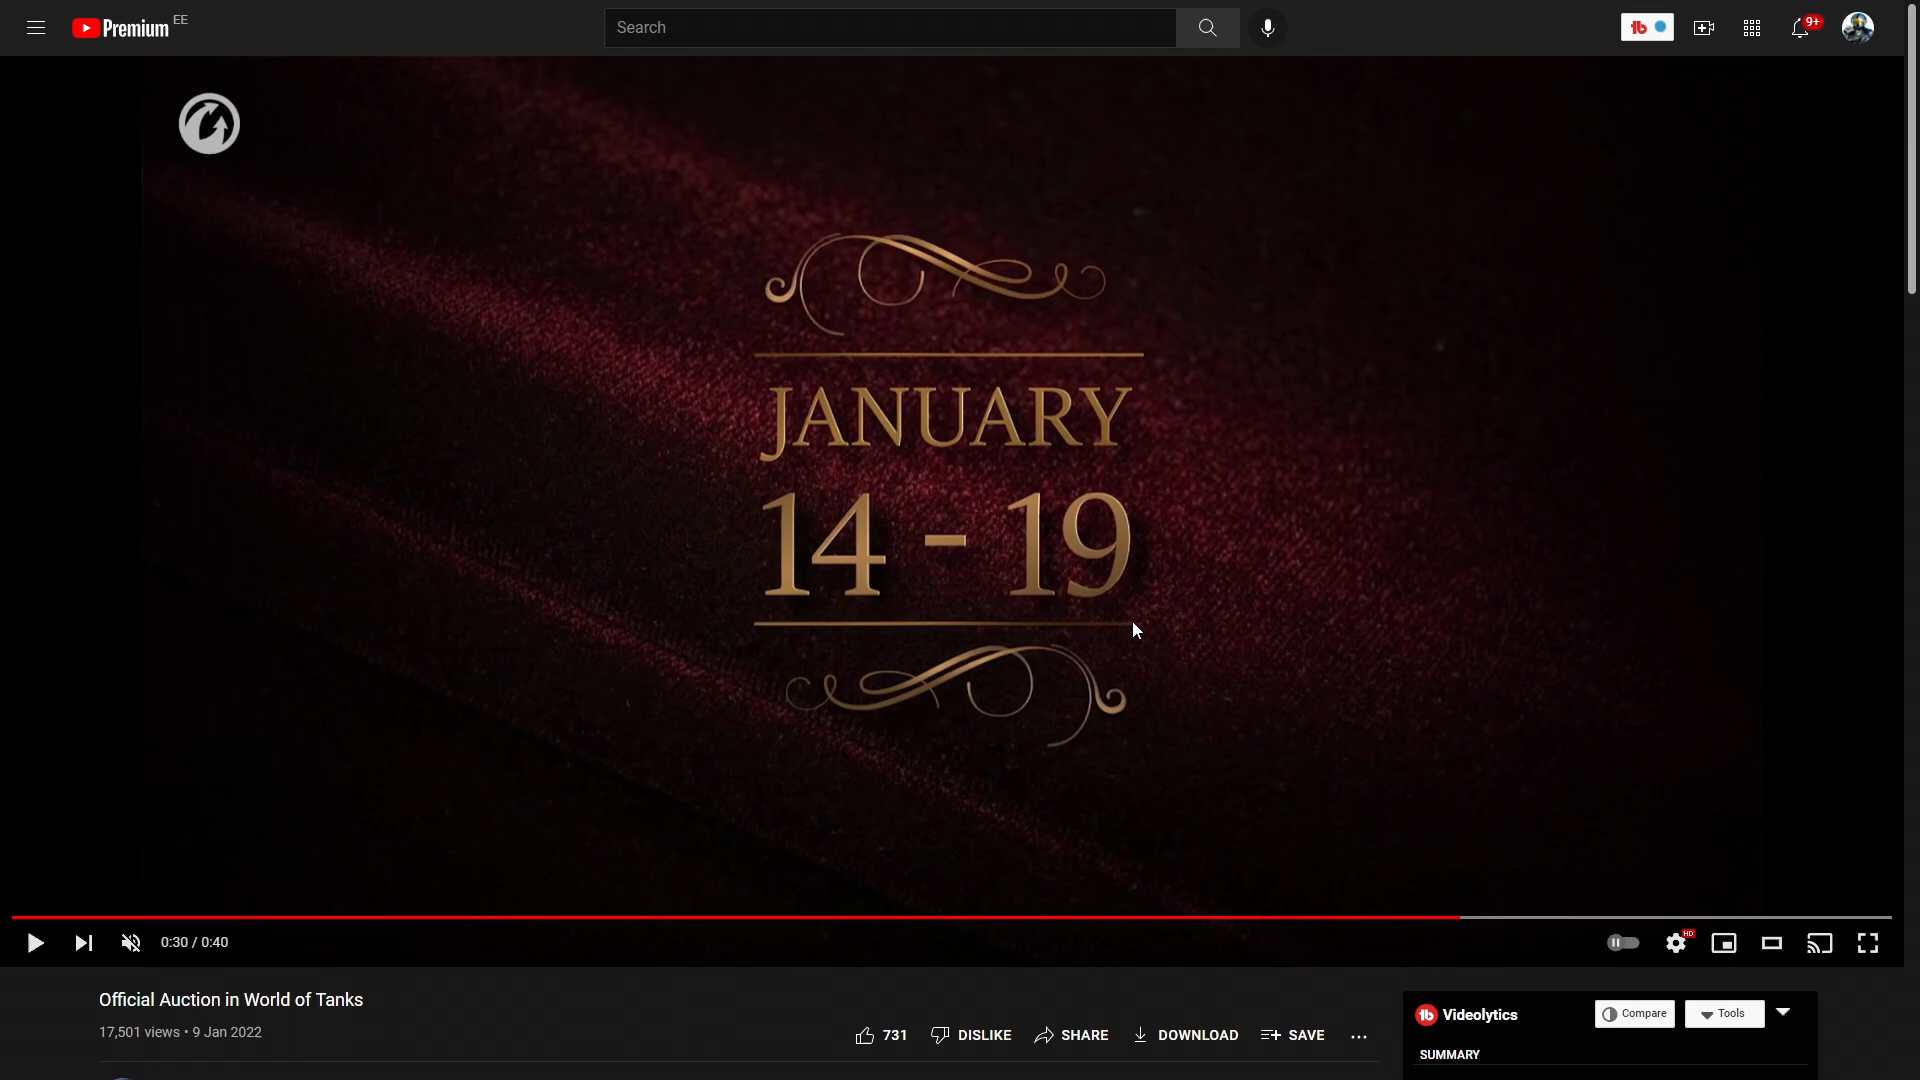 Premium EE
Search
9+
JANUARY
14 - 19
0:30 / 0:40
HD
Official Auction in World of Tanks
17,501 views • 9 Jan 2022
731
DISLIKE
SHARE
DOWNLOAD
SAVE
Videolytics
Compare
Tools
SUMMARY